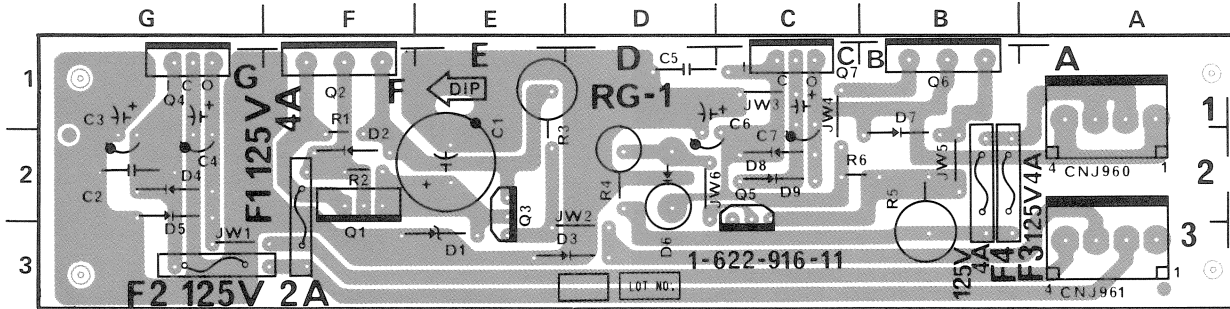 G F E D C B A
1 G F E D C B A 1
DIP
RG-1
C5 Q7 Q6
C3 Q4 C O Q2 4A C O
JW3 JW4 D7
R1 D2 C1 R3 C6 C7
2 C4 F1 125V D8 R6 JW5 2
C2 D4 R2 R4 JW6 D9 R5
4 CNJ960 1
D5 JW1 Q1 Q3 D1 JW2 D3 D6 Q5
125V 4A
3 1-622-916-11 3
125V 4A F4 F3
F2 125V 2A
LOT NO.
4 CNJ961 1